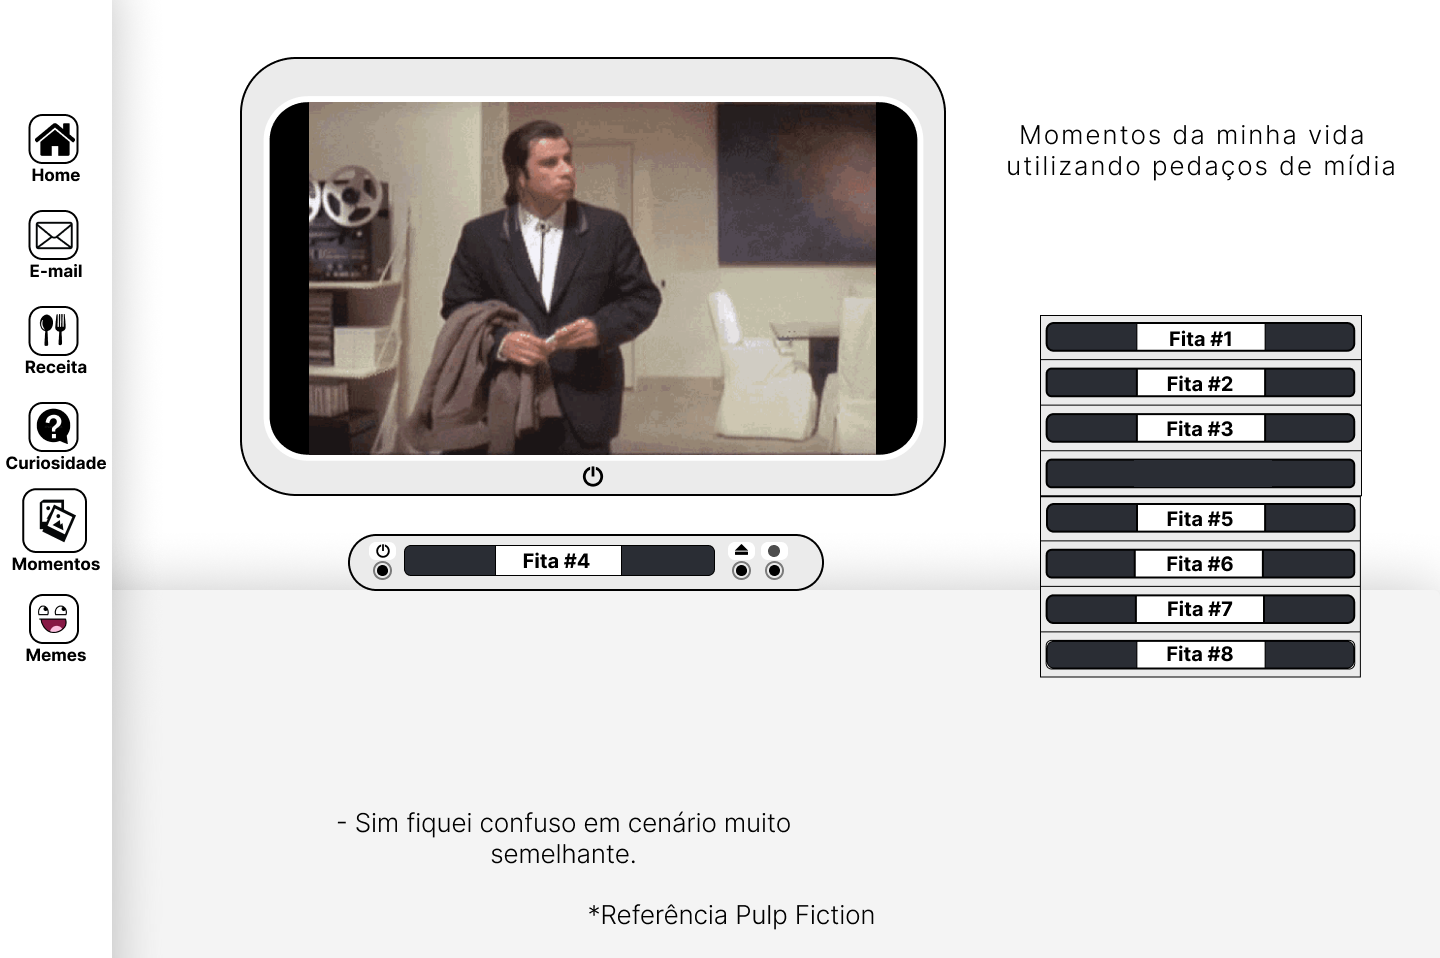 Home
E-mail
Receita
Curiosidade
Momentos
Memes
Momentos da minha vida
utilizando pedaços de mídia
Fita #1
Fita #2
Fita #3
Fita #5
Fita #6
Fita #7
Fita #8
Fita #4
- Sim fiquei confuso em cenário muito
semelhante.
*Referência Pulp Fiction